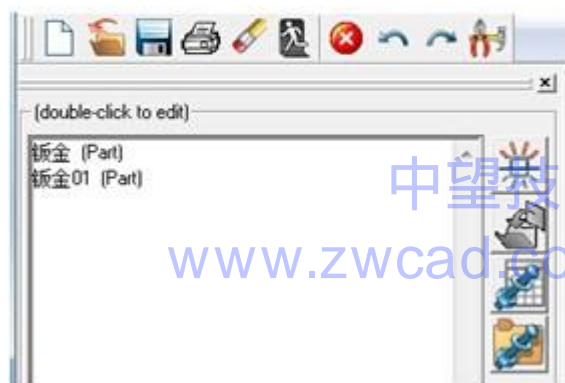 (double-click to edit)
钣金 (Part)
钣金01 (Part)
中望技
www.zwcad.co